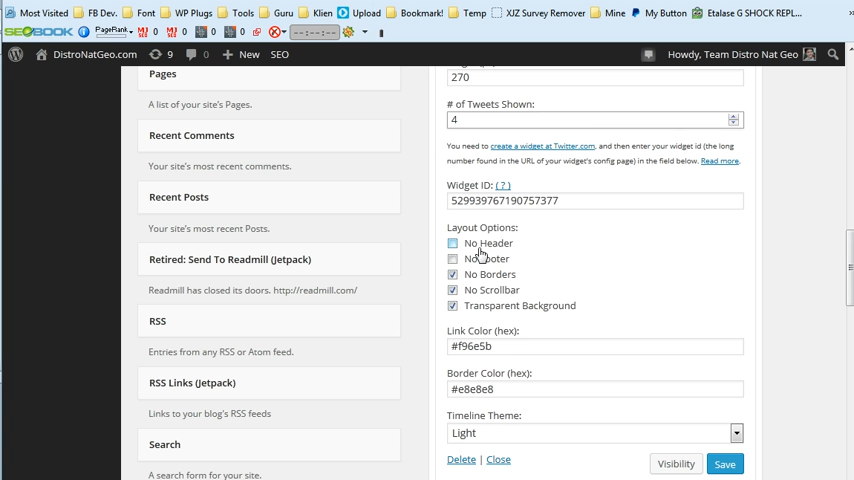 Most Visited FB Dev. Font WP Plugs Tools Guru Klien Upload Bookmark! Temp XJZ Survey Remover Mine My Button Etalase G SHOCK REPL...
SEOBOOK PageRank MJ 0 MJ 0 0 0 --:--:--
DistroNatGeo.com 9 0 + New SEO Howdy, Team Distro Nat Geo
Pages
A list of your site's Pages.
Recent Comments
Your site's most recent comments.
Recent Posts
Your site's most recent Posts.
Retired: Send To Readmill (Jetpack)
Readmill has closed its doors. http://readmill.com/
RSS
Entries from any RSS or Atom feed.
RSS Links (Jetpack)
Links to your blog's RSS feeds
Search
A search form for your site.
270
# of Tweets Shown:
4
You need to create a widget at Twitter.com, and then enter your widget id (the long
number found in the URL of your widget's config page) in the field below. Read more.
Widget ID: ( ? )
529939767190757377
Layout Options:
No Header
No Footer
No Borders
No Scrollbar
Transparent Background
Link Color (hex):
#f96e5b
Border Color (hex):
#e8e8e8
Timeline Theme:
Light
Delete | Close Visibility Save